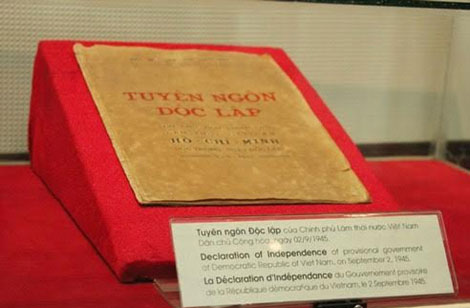 TUYÊN NGÔN
ĐỘC LẬP
HỒ-CHÍ-MINH
Tuyên ngôn Độc lập của Chính phủ Lâm thời nước Việt Nam
Dân chủ Cộng hòa, ngày 02/9/1945.
Declaration of Independence of provisional government
of Democratic Republic of Viet Nam, on September 2, 1945.
La Déclaration d'Indépendance du Gouvernement provisoire
de la République démocratique du Vietnam, le 2 Septembre 1945.